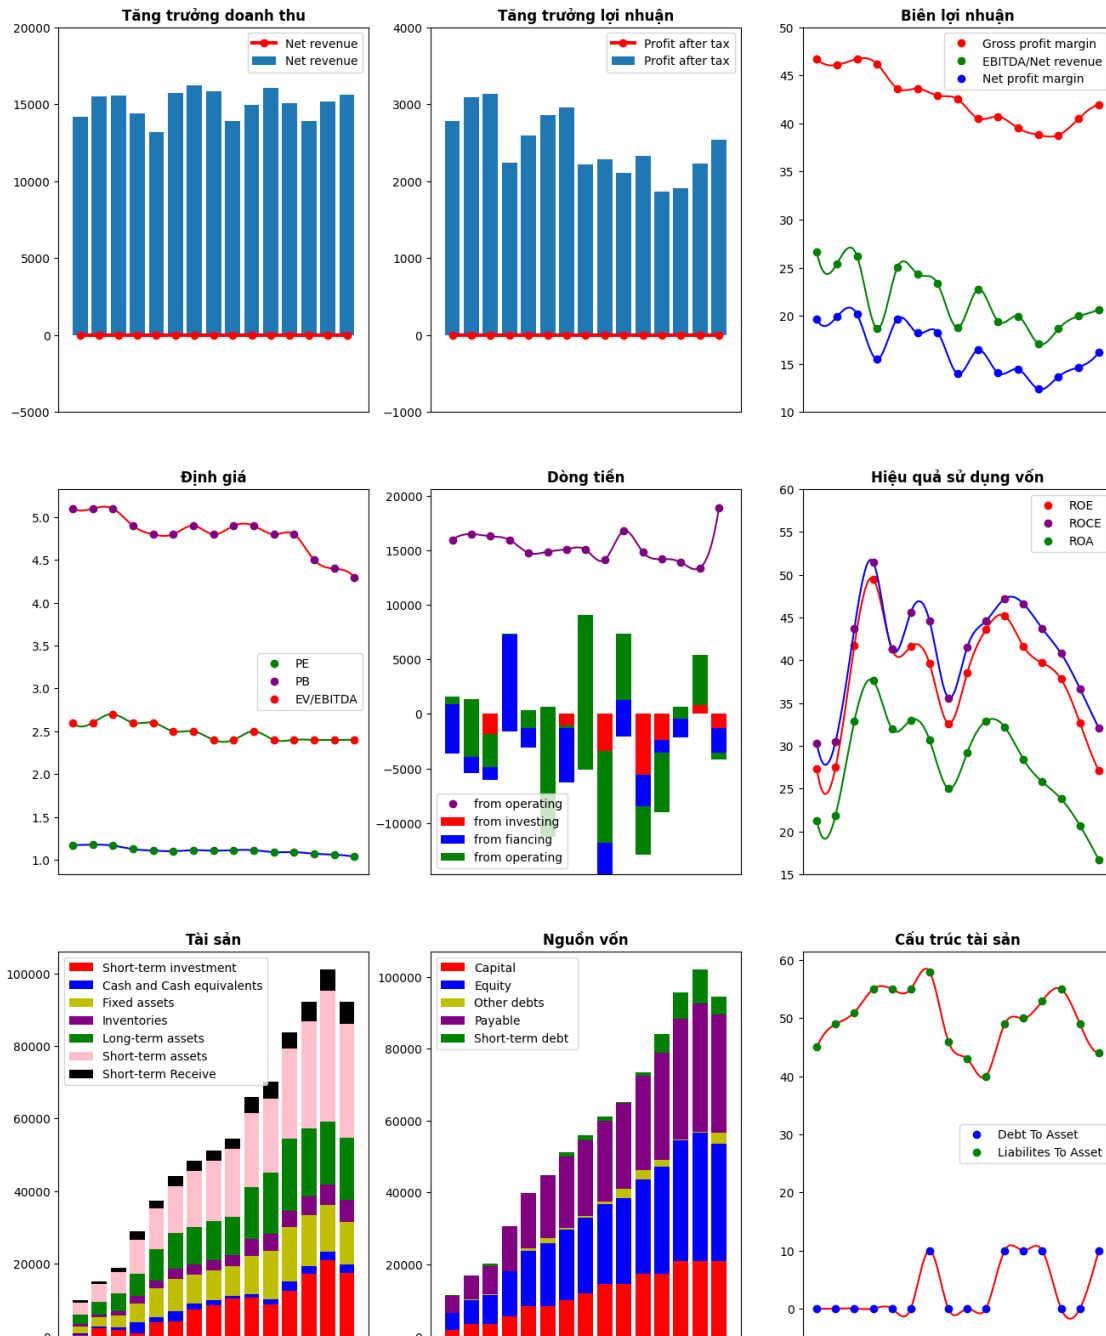 Tăng trưởng doanh thu
20000
15000
10000
5000
0
−5000
Net revenue
Net revenue
Tăng trưởng lợi nhuận
4000
3000
2000
1000
0
−1000
Profit after tax
Profit after tax
Biên lợi nhuận
50
45
40
35
30
25
20
15
10
Gross profit margin
EBITDA/Net revenue
Net profit margin
Định giá
5.0
4.5
4.0
3.5
3.0
2.5
2.0
1.5
1.0
PE
PB
EV/EBITDA
Dòng tiền
20000
15000
10000
5000
0
−5000
−10000
from operating
from investing
from fiancing
from operating
Hiệu quả sử dụng vốn
60
55
50
45
40
35
30
25
20
15
ROE
ROCE
ROA
Tài sản
100000
80000
60000
40000
20000
0
Short-term investment
Cash and Cash equivalents
Fixed assets
Inventories
Long-term assets
Short-term assets
Short-term Receive
Nguồn vốn
100000
80000
60000
40000
20000
0
Capital
Equity
Other debts
Payable
Short-term debt
Cấu trúc tài sản
60
50
40
30
20
10
0
Debt To Asset
Liabilites To Asset